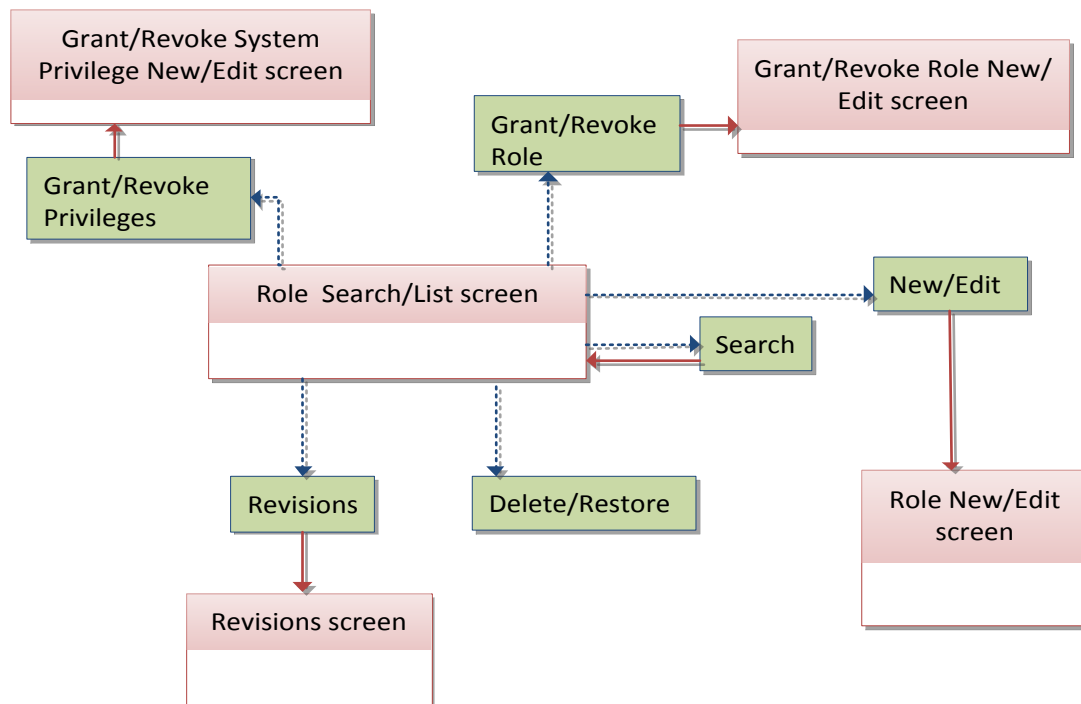 Grant/Revoke System
Privilege New/Edit screen
Grant/Revoke Role New/
Edit screen
Grant/Revoke
Role
Grant/Revoke
Privileges
Role Search/List screen
New/Edit
Search
Revisions
Delete/Restore
Role New/Edit
screen
Revisions screen